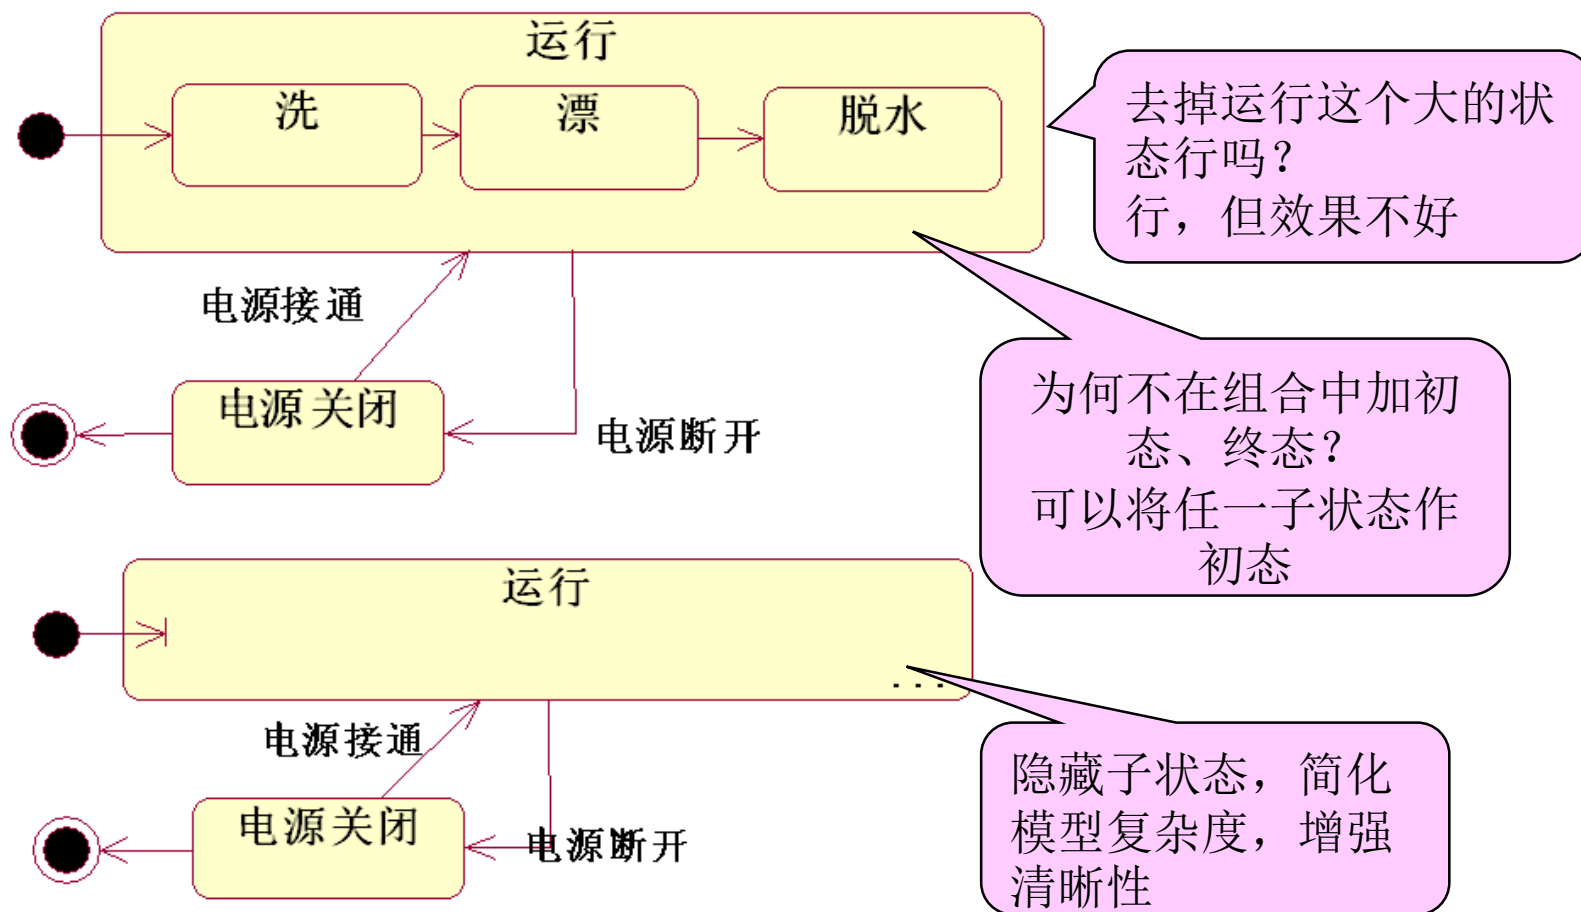 运行
洗
漂
脱水
去掉运行这个大的状
态行吗？
行，但效果不好
电源接通
电源关闭
电源断开
为何不在组合中加初
态、终态？
可以将任一子状态作
初态
运行
...
电源接通
电源关闭
电源断开
隐藏子状态，简化
模型复杂度，增强
清晰性